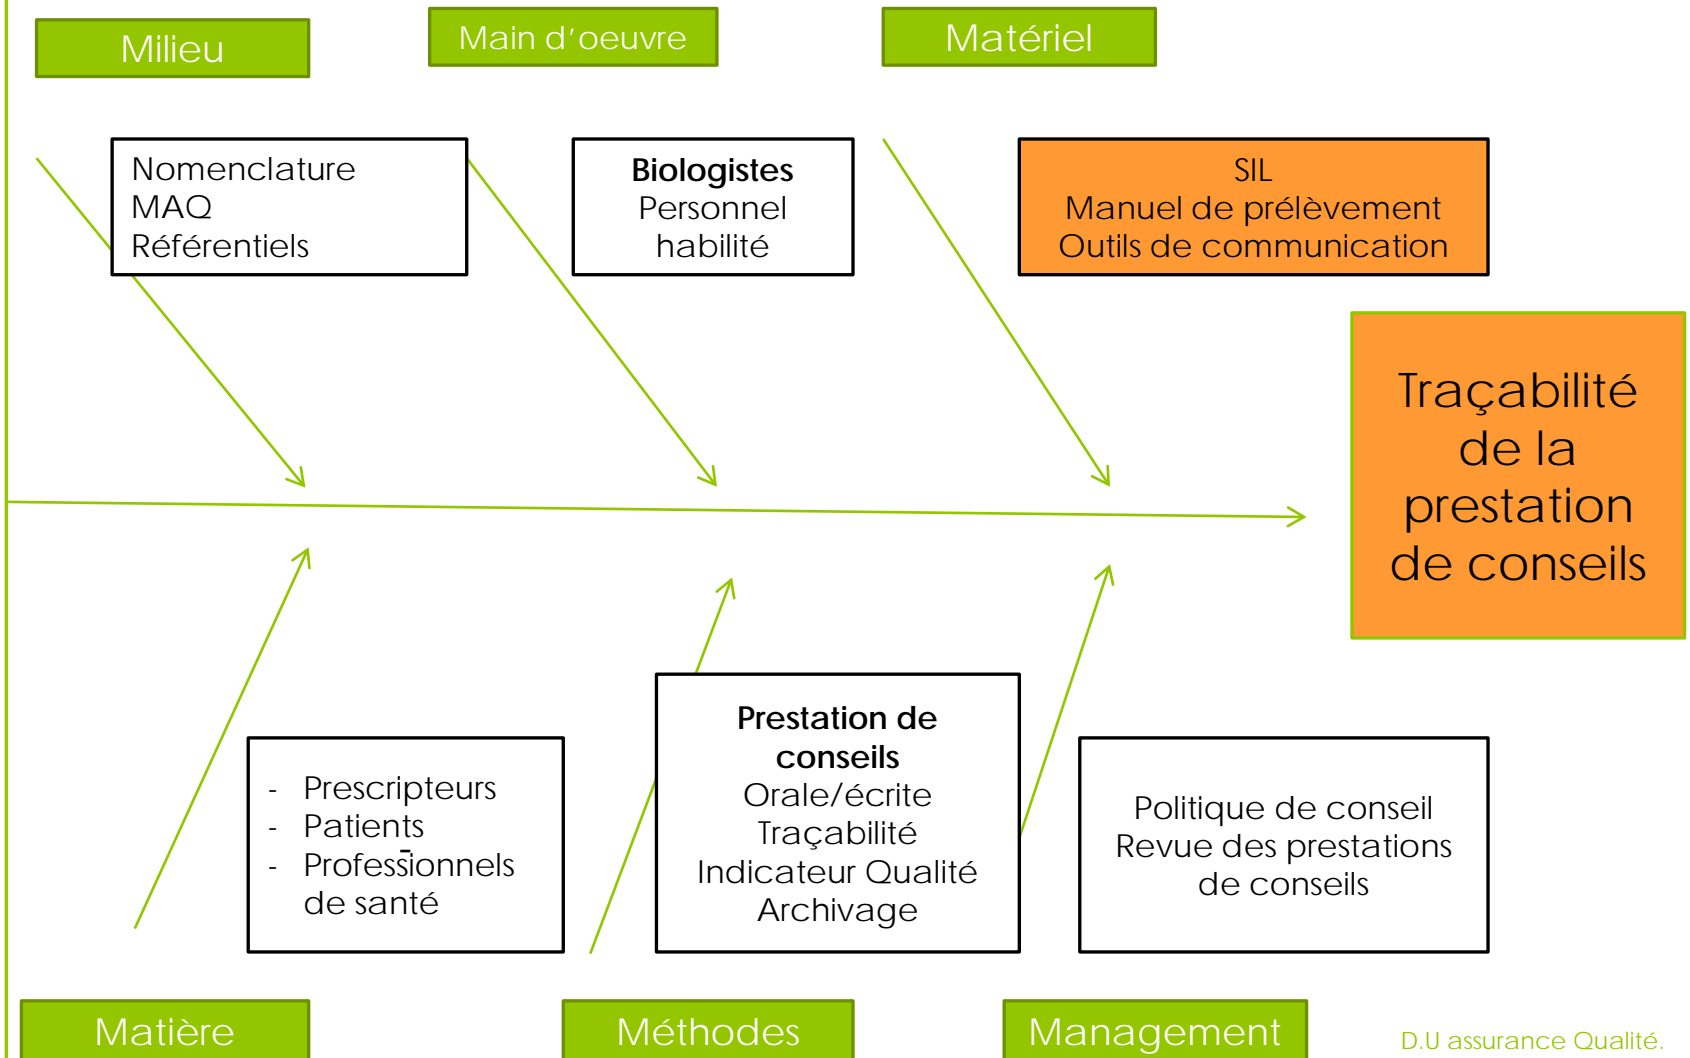 Milieu
Main d'oeuvre
Matériel
Nomenclature
MAQ
Référentiels
Biologistes
Personnel
habilité
SIL
Manuel de prélèvement
Outils de communication
Traçabilité
de la
prestation
de conseils
- Prescripteurs
- Patients
- Professionnels
de santé
Prestation de
conseils
Orale/écrite
Traçabilité
Indicateur Qualité
Archivage
Politique de conseil
Revue des prestations
de conseils
Matière
Méthodes
Management
D.U assurance Qualité.